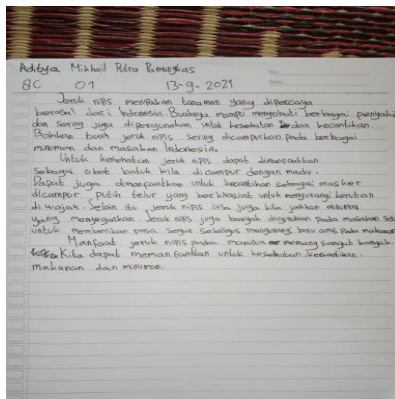 Aditya Mikhail Putra Pamungkas
8C 01 13-9-2021
Jeruk nipis merupakan tanaman yang dipercaya
berasal dari Indonesia. Buahnya mampu mengobati berbagai penyakit
dan sering juga dipergunakan untuk kesehatan dan kecantikan.
Bahkan buah jeruk nipis sering dicampurkan pada berbagai
minuman dan masakan Indonesia.
Untuk kesehatan jeruk nipis dapat dimanfaatkan
sebagai obat batuk bila dicampur dengan madu.
Dapat juga dimanfaatkan untuk kecantikan sebagai masker
dicampur putih telur yang berkhasiat untuk mengurangi kerutan
di wajah. Selain jeruk nipis bisa juga kita jadikan minuman
yang menyegarkan Jeruk nipis juga banyak digunakan pada masakan
untuk memberikan rasa segar sekaligus mengurangi bau amis pada makanan
Manfaat jeruk nipis pada manusia memang sangat banyak.
Kita dapat memanfaatkan untuk kesehatan kecantikan.
makanan dan minuman.